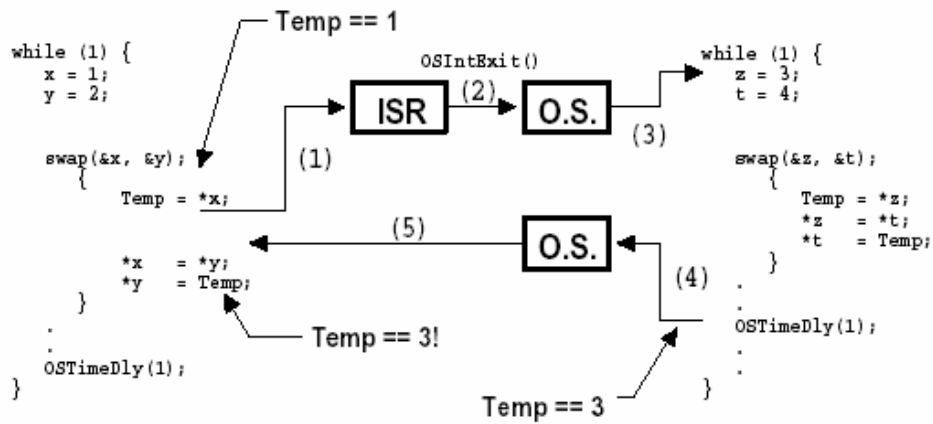 Temp == 1
while (1) {
x = 1;
y = 2;
swap(&x, &y);
{
Temp = *x;
*x = *y;
*y = Temp;
}
.
.
OSTimeDly(1);
}
(1)
ISR
OSIntExit()
(2)
O.S.
(3)
while (1) {
z = 3;
t = 4;
swap(&z, &t);
{
Temp = *z;
*z = *t;
*t = Temp;
}
.
.
OSTimeDly(1);
.
.
}
(4)
O.S.
(5)
Temp == 3!
Temp == 3